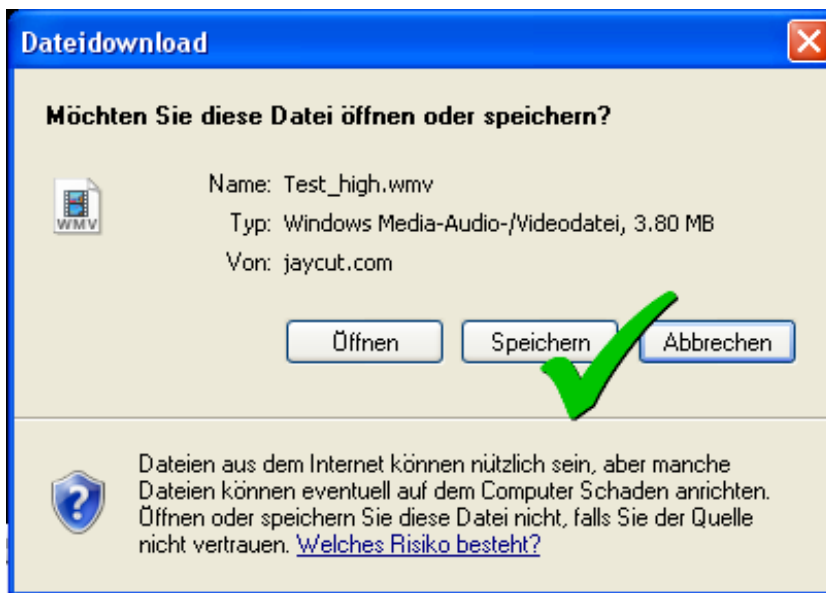 Dateidownload
Möchten Sie diese Datei öffnen oder speichern?
WMV
Name: Test_high.wmv
Typ: Windows Media-Audio-/Videodatei, 3.80 MB
Von: jaycut.com
Öffnen Speichern Abbrechen
Dateien aus dem Internet können nützlich sein, aber manche
Dateien können eventuell auf dem Computer Schaden anrichten.
Öffnen oder speichern Sie diese Datei nicht, falls Sie der Quelle
nicht vertrauen. Welches Risiko besteht?